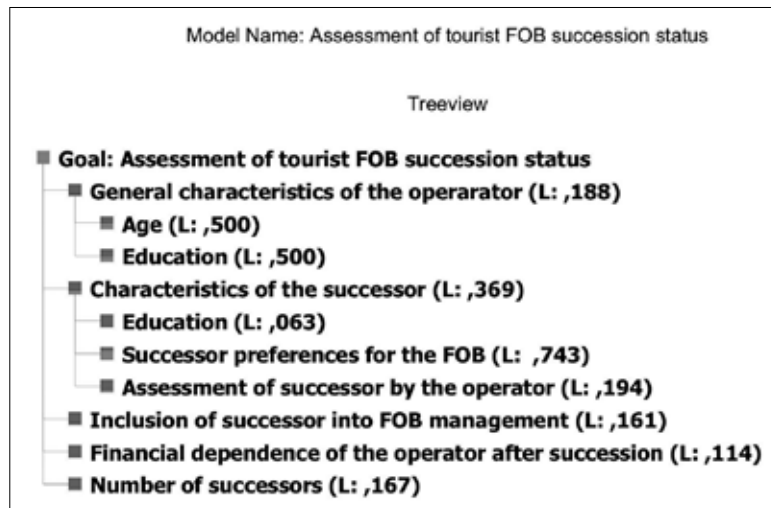 Model Name: Assessment of tourist FOB succession status
Treeview
Goal: Assessment of tourist FOB succession status
General characteristics of the operarator (L: ,188)
Age (L: ,500)
Education (L: ,500)
Characteristics of the successor (L: ,369)
Education (L: ,063)
Successor preferences for the FOB (L: ,743)
Assessment of successor by the operator (L: ,194)
Inclusion of successor into FOB management (L: ,161)
Financial dependence of the operator after succession (L: ,114)
Number of successors (L: ,167)